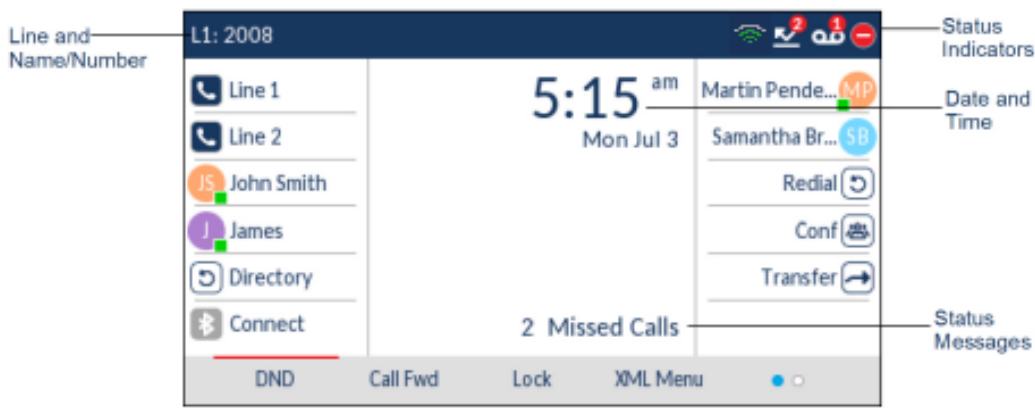 Line and
Name/Number
L1: 2008
2
1
Status
Indicators
Line 1
Line 2
JS John Smith
J James
Directory
Connect
5:15 am
Mon Jul 3
2 Missed Calls
Martin Pende... MP
Samantha Br... SB
Redial
Conf
Transfer
Date and
Time
Status
Messages
DND Call Fwd Lock XML Menu